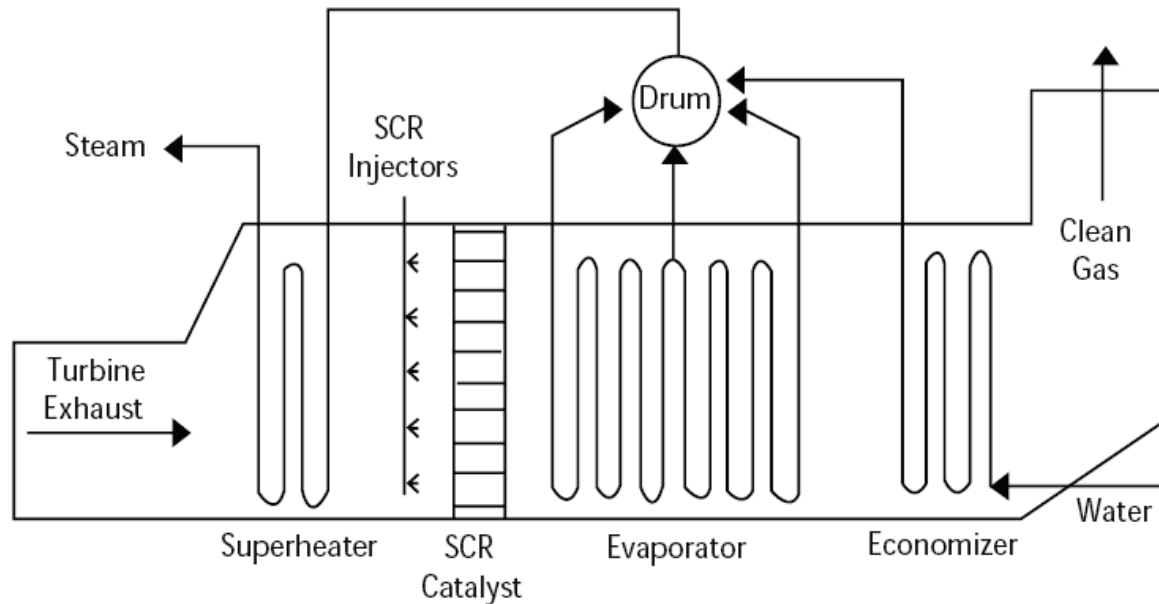 Drum
Steam
SCR
Injectors
Clean
Gas
Turbine
Exhaust
Water
Superheater
SCR
Catalyst
Evaporator
Economizer